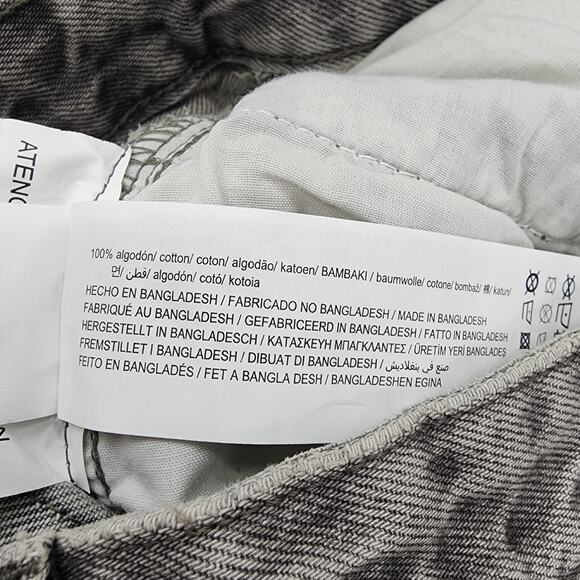 ATENC
100% algodón/ cotton/ coton/ algodão/ katoen/ BAMBAKI / baumwolle/ cotone/ bombaž/ 棉/ katun/
면/ قطن/ algodón/ cotó/ kotoia
HECHO EN BANGLADESH / FABRICADO NO BANGLADESH / MADE IN BANGLADESH
FABRIQUÉ AU BANGLADESH / GEFABRICEERD IN BANGLADESH / FATTO IN BANGLADESH
HERGESTELLT IN BANGLADESCH / ΚΑΤΑΣΚΕΥΗ ΜΠΑΓΚΛΑΝΤΕΣ / ÜRETİM YERİ BANGLADES
FREMSTILLET I BANGLADESH / DIBUAT DI BANGLADESH / صنع في بنغلاديش
FEITO EN BANGLADÉS / FET A BANGLA DESH / BANGLADESHEN EGINA